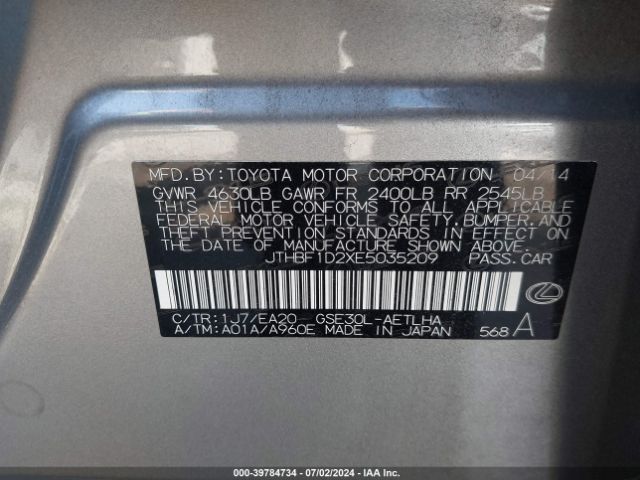 MFD. BY: TOYOTA MOTOR CORPORATION 04/14
GVWR 4630LB GAWR FR 2400LB RR 2545LB
THIS VEHICLE CONFORMS TO ALL APPLICABLE
FEDERAL MOTOR VEHICLE SAFETY, BUMPER, AND
THEFT PREVENTION STANDARDS IN EFFECT ON
THE DATE OF MANUFACTURE SHOWN ABOVE.
JTHBF1D2XE5035209 PASS.CAR
C/TR:1J7/EA20 GSE30L-AETLHA
A/TM:A01A/A960E MADE IN JAPAN 568 A
000-39784734 - 07/02/2024 - IAA Inc.